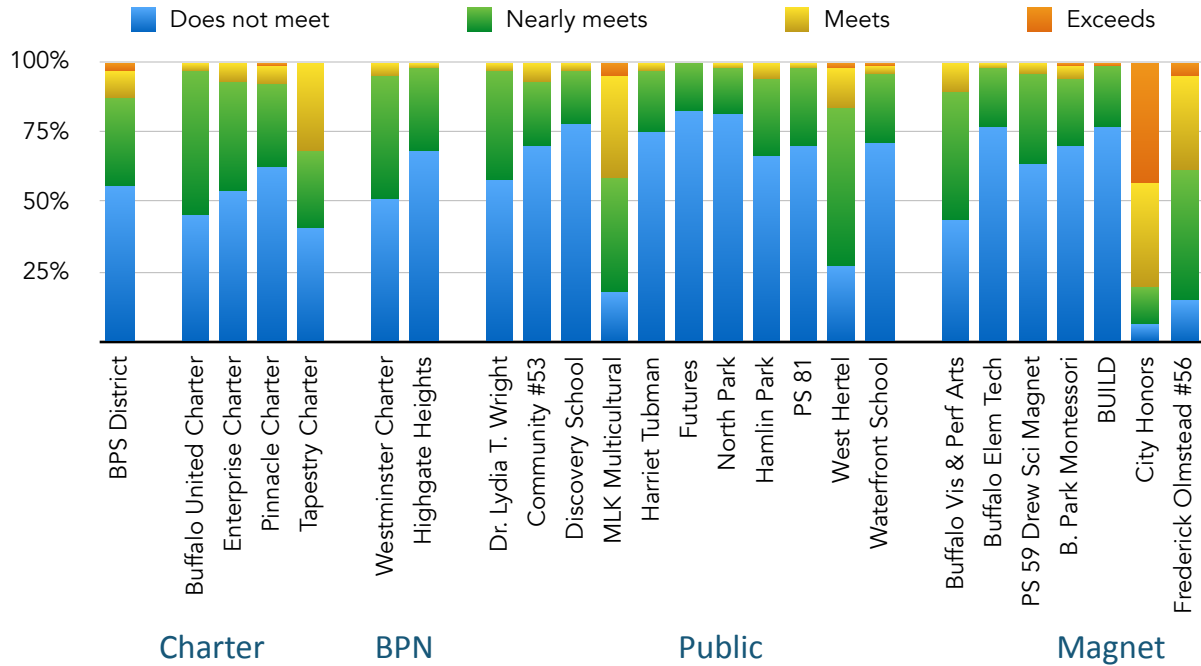 Does not meet
Nearly meets
Meets
Exceeds
100%
75%
50%
25%
BPS District
Buffalo United Charter
Enterprise Charter
Pinnacle Charter
Tapestry Charter
Westminster Charter
Highgate Heights
Dr. Lydia T. Wright
Community #53
Discovery School
MLK Multicultural
Harriet Tubman
Futures
North Park
Hamlin Park
PS 81
West Hertel
Waterfront School
Buffalo Vis & Perf Arts
Buffalo Elem Tech
PS 59 Drew Sci Magnet
B. Park Montessori
BUILD
City Honors
Frederick Olmstead #56
Charter
BPN
Public
Magnet